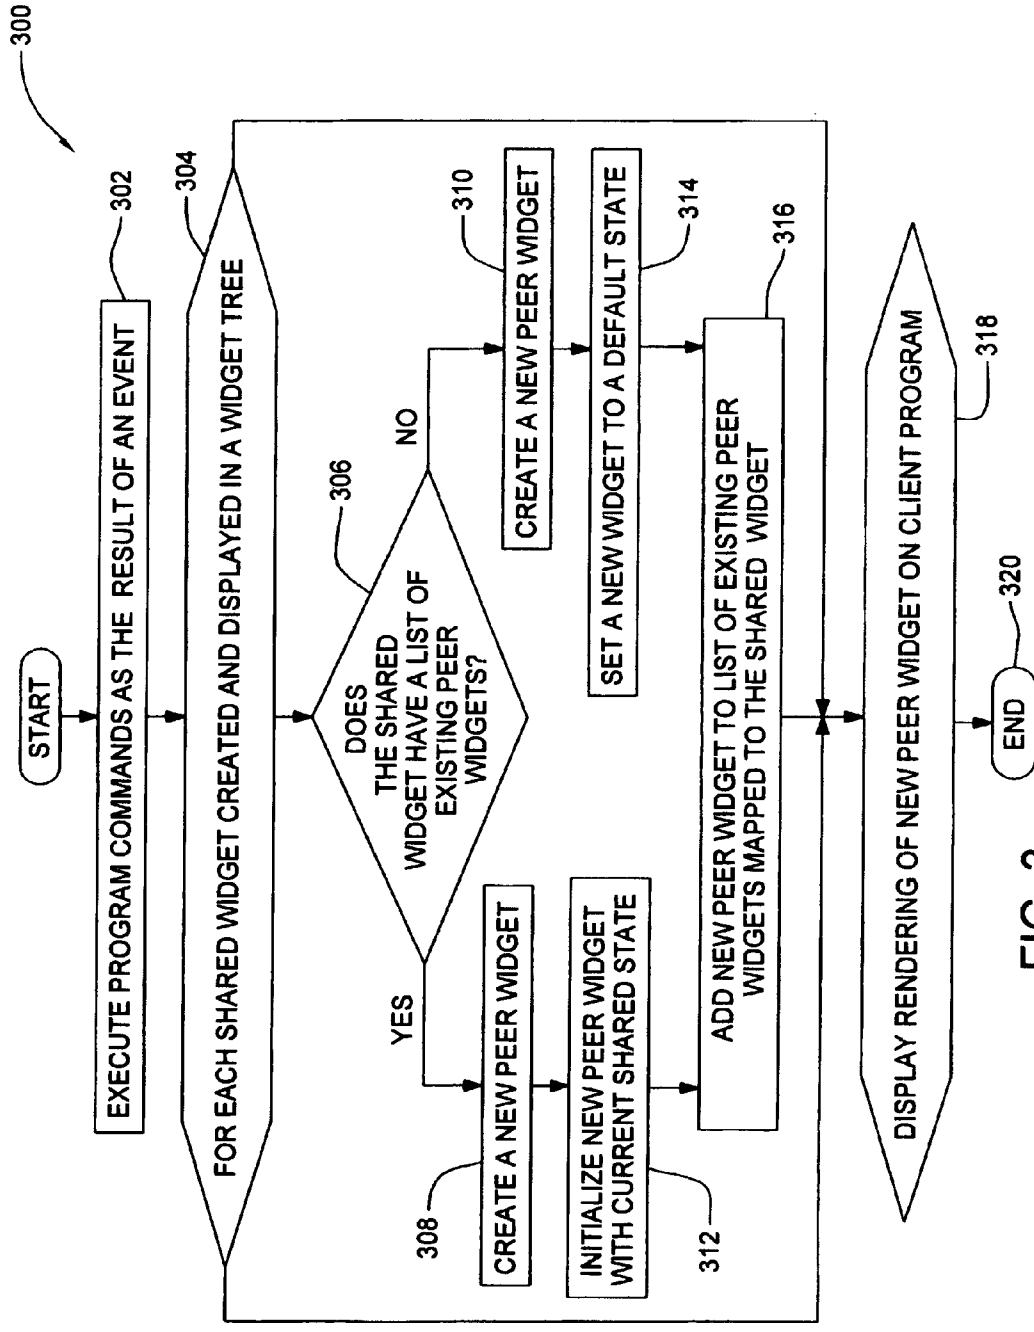 300
START
EXECUTE PROGRAM COMMANDS AS THE RESULT OF AN EVENT
302
FOR EACH SHARED WIDGET CREATED AND DISPLAYED IN A WIDGET TREE
304
DOES
THE SHARED
WIDGET HAVE A LIST OF
EXISTING PEER
WIDGETS?
306
YES
NO
CREATE A NEW PEER WIDGET
308
CREATE A NEW PEER WIDGET
310
INITIALIZE NEW PEER WIDGET
WITH CURRENT SHARED STATE
312
SET A NEW WIDGET TO A DEFAULT STATE
314
ADD NEW PEER WIDGET TO LIST OF EXISTING PEER
WIDGETS MAPPED TO THE SHARED WIDGET
316
DISPLAY RENDERING OF NEW PEER WIDGET ON CLIENT PROGRAM
318
END
320
FIG.